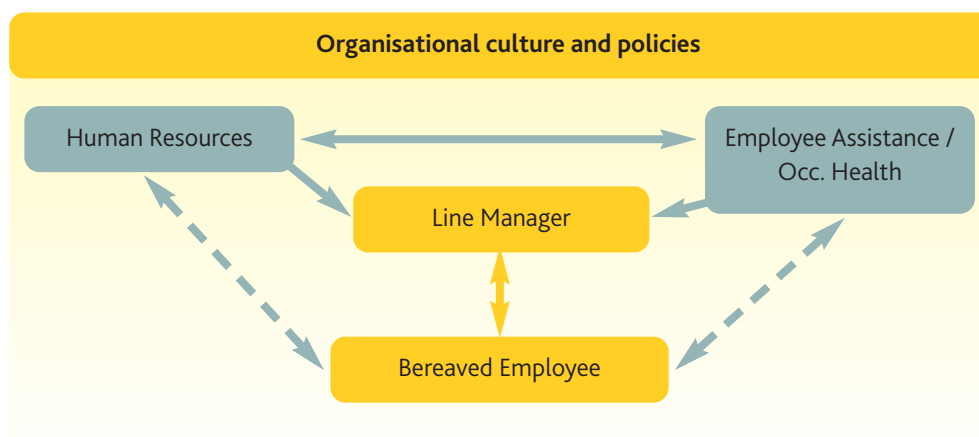 Organisational culture and policies
Human Resources
Employee Assistance /
Occ. Health
Line Manager
Bereaved Employee